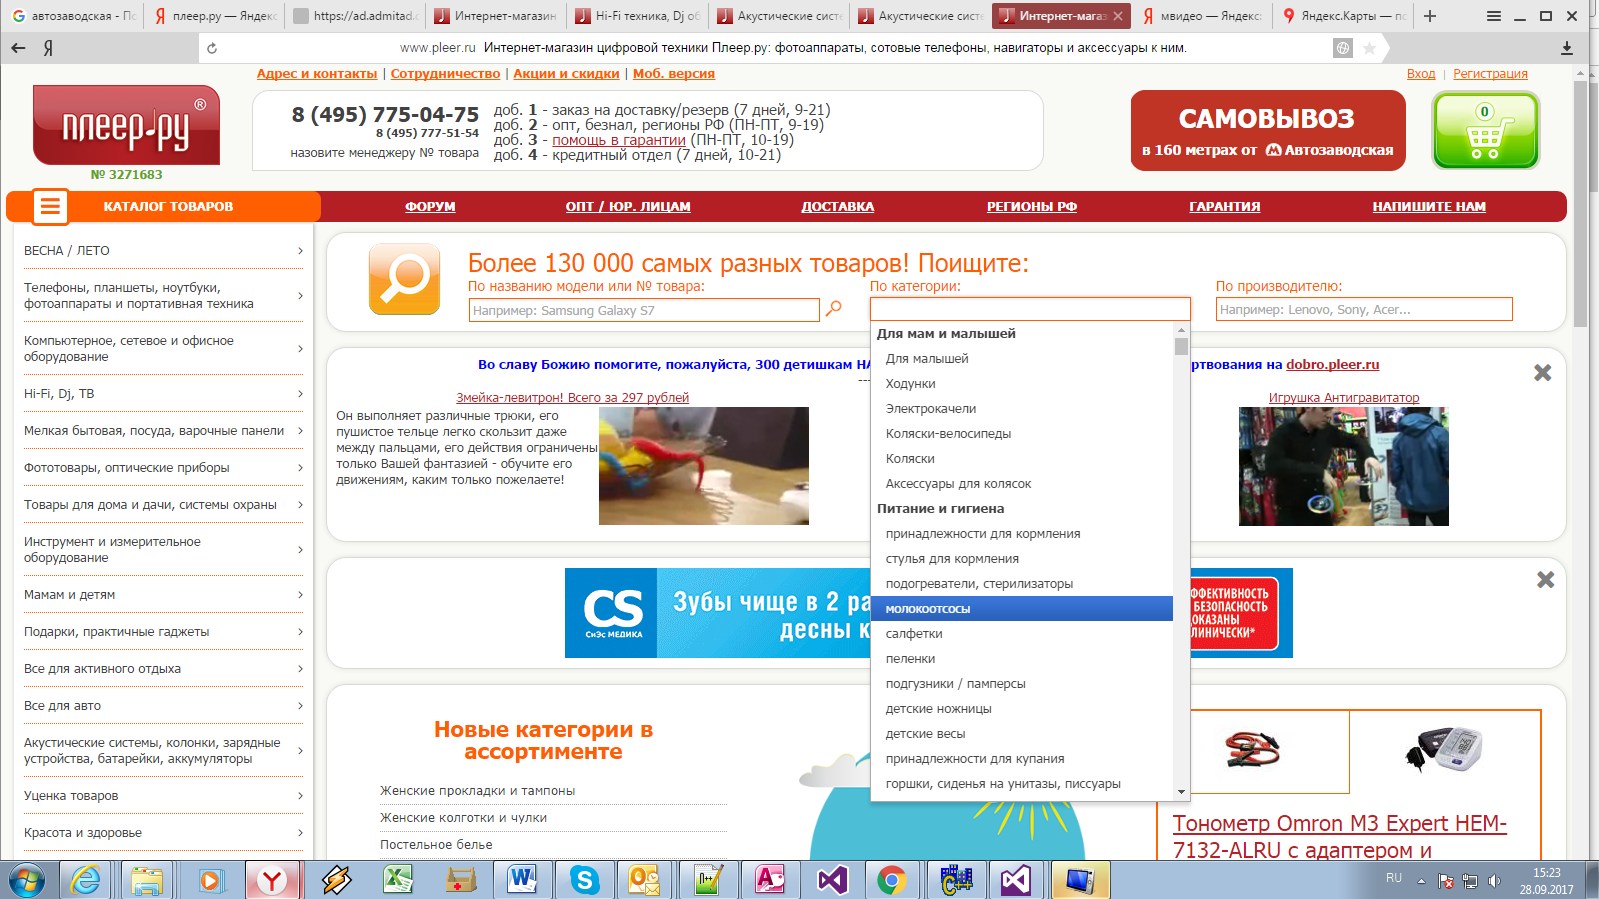 автозаводская - П
плеер.ру — Яндекс
https://ad.admitad.c
Интернет-магазин
Hi-Fi техника, Dj об
Акустические систе
Акустические систе
Интернет-магаз
мвидео — Яндекс:
Яндекс.Карты — по
www.pleer.ru Интернет-магазин цифровой техники Плеер.ру: фотоаппараты, сотовые телефоны, навигаторы и аксессуары к ним.
Адрес и контакты | Сотрудничество | Акции и скидки | Моб. версия
Вход | Регистрация
плеер.ру ®
№ 3271683
8 (495) 775-04-75
8 (495) 777-51-54
назовите менеджеру № товара
доб. 1 - заказ на доставку/резерв (7 дней, 9-21)
доб. 2 - опт, безнал, регионы РФ (ПН-ПТ, 9-19)
доб. 3 - помощь в гарантии (ПН-ПТ, 10-19)
доб. 4 - кредитный отдел (7 дней, 10-21)
САМОВЫВОЗ
в 160 метрах от Автозаводская
0
КАТАЛОГ ТОВАРОВ
ФОРУМ
ОПТ / ЮР. ЛИЦАМ
ДОСТАВКА
РЕГИОНЫ РФ
ГАРАНТИЯ
НАПИШИТЕ НАМ
ВЕСНА / ЛЕТО
Телефоны, планшеты, ноутбуки,
фотоаппараты и портативная техника
Компьютерное, сетевое и офисное
оборудование
Hi-Fi, Dj, ТВ
Мелкая бытовая, посуда, варочные панели
Фототовары, оптические приборы
Товары для дома и дачи, системы охраны
Инструмент и измерительное
оборудование
Мамам и детям
Подарки, практичные гаджеты
Все для активного отдыха
Все для авто
Акустические системы, колонки, зарядные
устройства, батарейки, аккумуляторы
Уценка товаров
Красота и здоровье
Более 130 000 самых разных товаров! Поищите:
По названию модели или № товара:
Например: Samsung Galaxy S7
По категории:
По производителю:
Например: Lenovo, Sony, Acer...
Для мам и малышей
Для малышей
Ходунки
Электрокачели
Коляски-велосипеды
Коляски
Аксессуары для колясок
Питание и гигиена
принадлежности для кормления
стулья для кормления
подогреватели, стерилизаторы
молокоотсосы
салфетки
пеленки
подгузники / памперсы
детские ножницы
детские весы
принадлежности для купания
горшки, сиденья на унитазы, писсуары
Во славу Божию помогите, пожалуйста, 300 детишкам НА
ртвования на dobro.pleer.ru
Змейка-левитрон! Всего за 297 рублей
Он выполняет различные трюки, его
пушистое тельце легко скользит даже
между пальцами, его действия ограничены
только Вашей фантазией - обучите его
движениям, каким только пожелаете!
Игрушка Антигравитатор
CS
СиЭс МЕДИКА
Зубы чище в 2 ра
десны к
ФФЕКТИВНОСТЬ
БЕЗОПАСНОСТЬ
ОКАЗАНЫ
ЛИНИЧЕСКИ*
Новые категории в
ассортименте
Женские прокладки и тампоны
Женские колготки и чулки
Постельное белье
Тонометр Omron M3 Expert HEM-
7132-ALRU с адаптером и
RU
15:23
28.09.2017